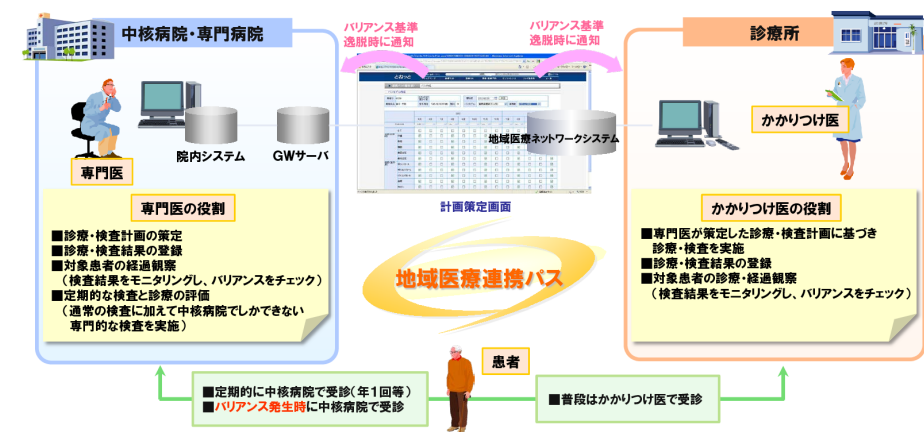 中核病院・専門病院
バリアンス基準
逸脱時に通知
バリアンス基準
逸脱時に通知
診療所
とねっと
専門医
院内システム
GWサーバ
地域医療ネットワークシステム
かかりつけ医
計画策定画面
専門医の役割
■診療・検査計画の策定
■診療・検査結果の登録
■対象患者の経過観察
（検査結果をモニタリングし、バリアンスをチェック）
■定期的な検査と診療の評価
（通常の検査に加えて中核病院でしかできない
専門的な検査を実施）
地域医療連携パス
かかりつけ医の役割
■専門医が策定した診療・検査計画に基づき
診療・検査を実施
■診療・検査結果の登録
■対象患者の診療・経過観察
（検査結果をモニタリングし、バリアンスをチェック）
患者
■定期的に中核病院で受診（年１回等）
■バリアンス発生時に中核病院で受診
■普段はかかりつけ医で受診